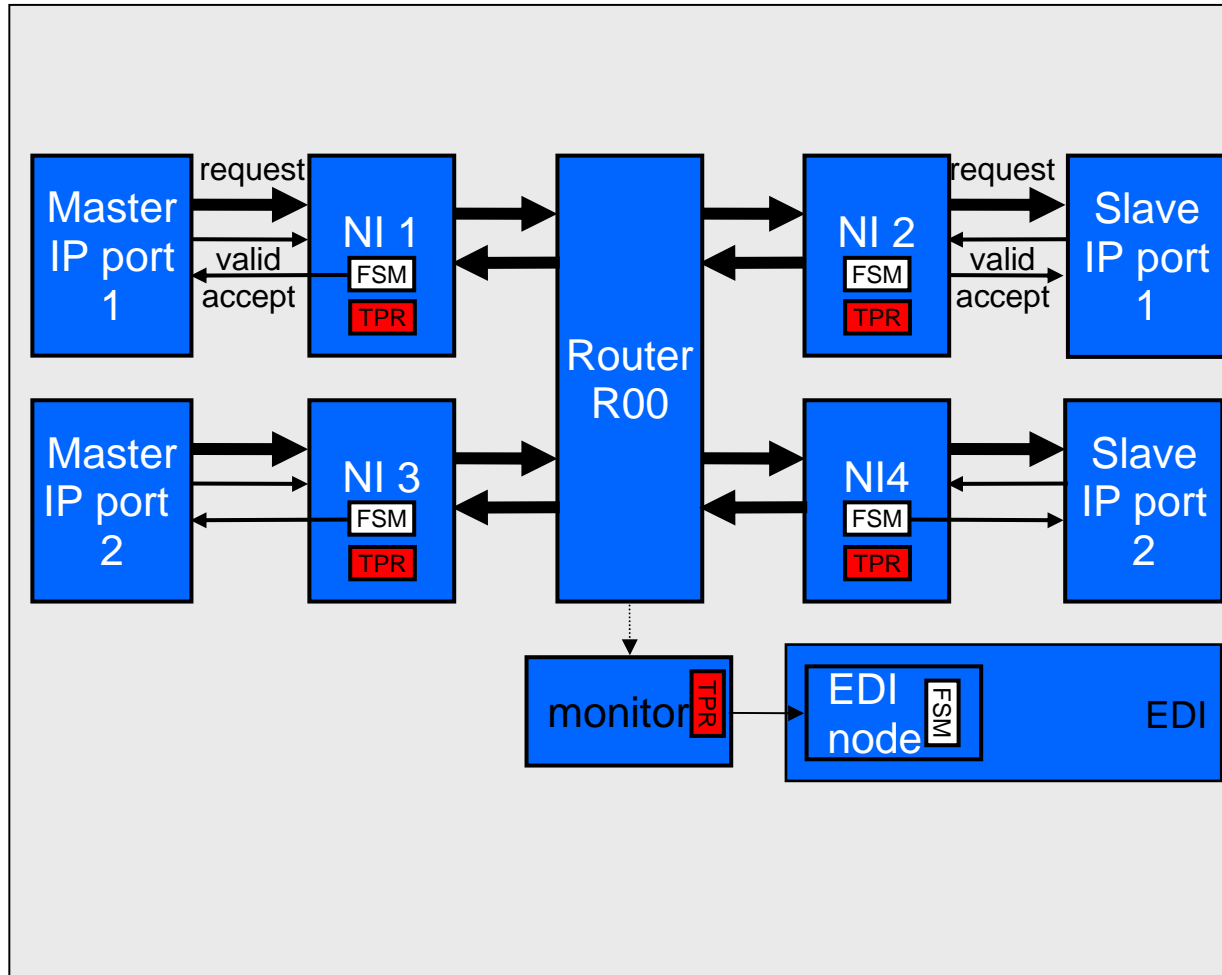 request
request
Master
IP port
1
NI 1
FSM
TPR
valid
accept
Router
R00
NI 2
FSM
TPR
valid
accept
Slave
IP port
1
Master
IP port
2
NI 3
FSM
TPR
NI4
FSM
TPR
Slave
IP port
2
monitor
TPR
EDI
node
FSM
EDI